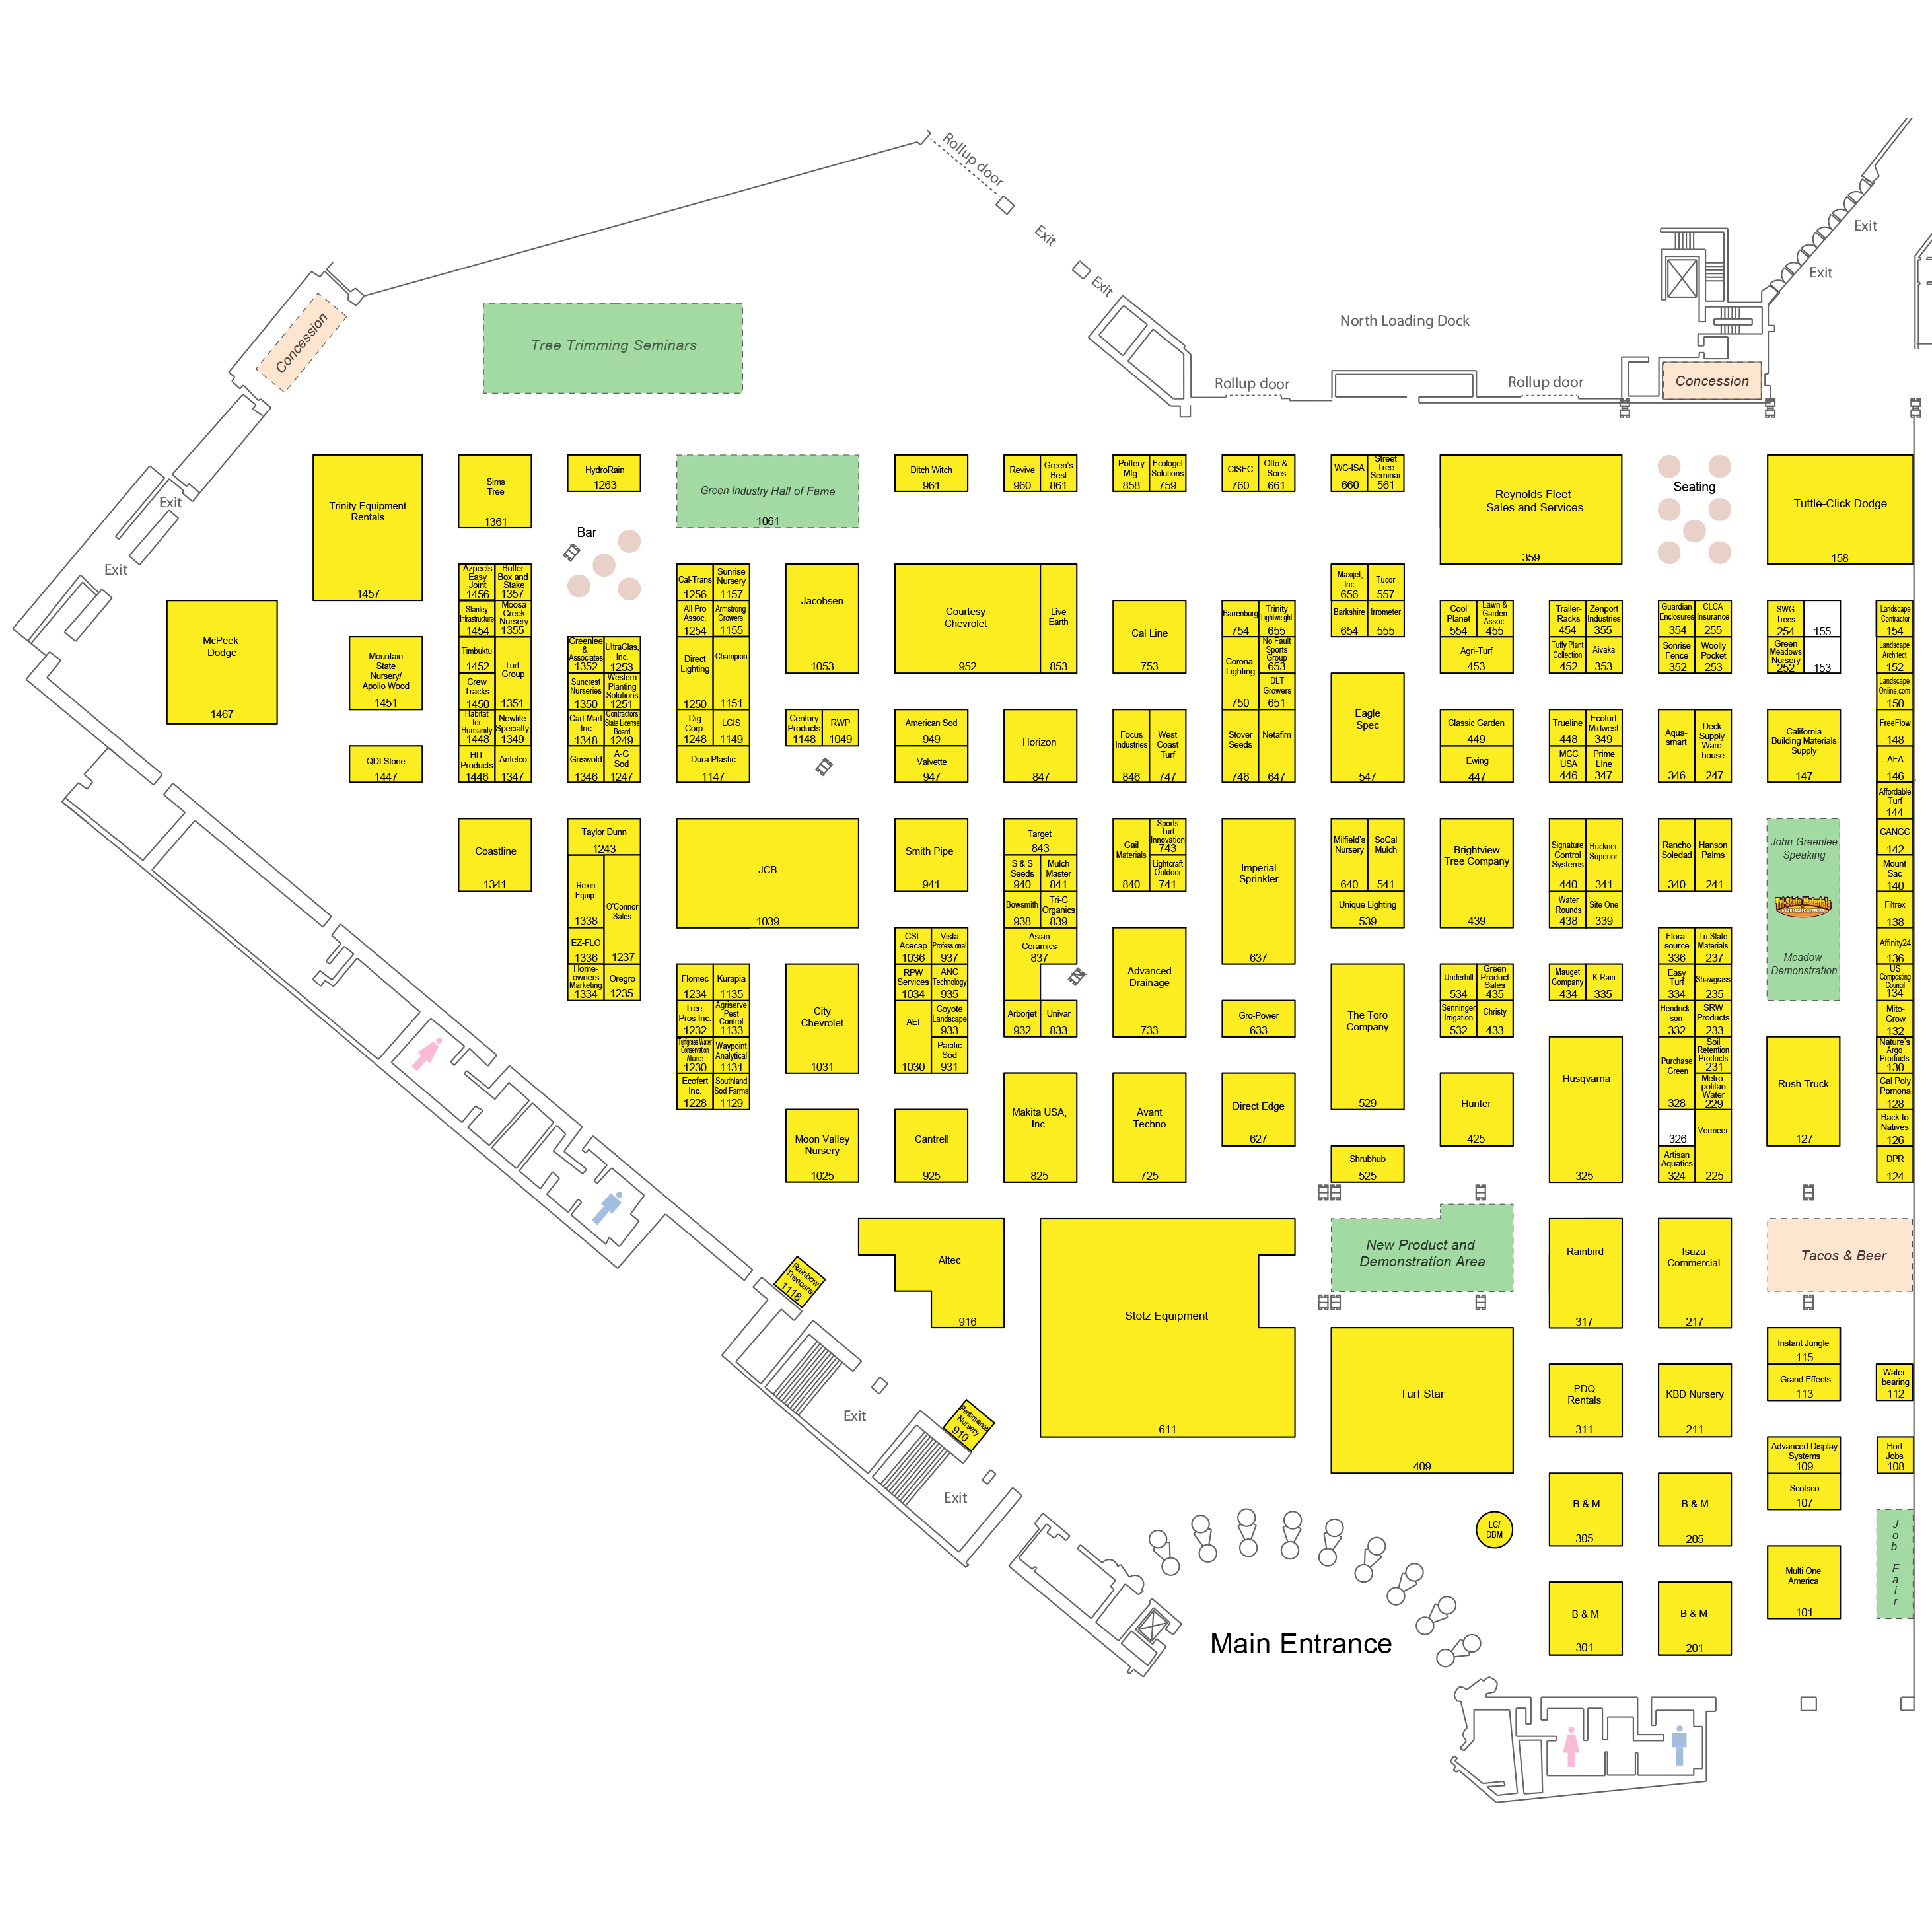 Rollup door
Exit
Exit
Exit
Exit
North Loading Dock
Concession
Tree Trimming Seminars
Rollup door
Rollup door
Concession
Exit
Exit
Trinity Equipment
Rentals
1457
Sims
Tree
1361
HydroRain
1263
Bar
Green Industry Hall of Fame
1061
Ditch Witch
961
Revive
960
Green's
Best
861
Pottery
Mfg.
858
Ecologel
Solutions
759
CISEC
760
Otto &
Sons
661
WC-ISA
660
Street
Tree
Seminar
561
Reynolds Fleet
Sales and Services
359
Seating
Tuttle-Click Dodge
158
McPeek
Dodge
1467
Mountain
State
Nursery/
Apollo Wood
1451
QDI Stone
1447
Azpects
Easy
Joint
1456
Butler
Box and
Stake
1357
Stanley
Infrastructure
1454
Moosa
Creek
Nursery
1355
Timbuktu
1452
Turf
Group
1351
Crew
Tracks
1450
Habitat
for
Humanity
1448
Newlite
Specialty
1349
HIT
Products
1446
Antelco
1347
Greenlee
&
Associates
1352
UltraGlas,
Inc.
1253
Suncrest
Nurseries
1350
Western
Planting
Solutions
1251
Cart Mart
Inc
1348
Contractors
State License
Board
1249
Griswold
1346
A-G
Sod
1247
Cal-Trans
1256
Sunrise
Nursery
1157
All Pro
Assoc.
1254
Armstrong
Growers
1155
Direct
Lighting
1250
Champion
1151
Dig
Corp.
1248
LCIS
1149
Dura Plastic
1147
Jacobsen
1053
Century
Products
1148
RWP
1049
Courtesy
Chevrolet
952
Live
Earth
853
American Sod
949
Valvette
947
Horizon
847
Cal Line
753
Focus
Industries
846
West
Coast
Turf
747
Barrenburg
754
Trinity
Lightweight
655
Corona
Lighting
750
No Fault
Sports
Group
653
DLT
Growers
651
Stover
Seeds
746
Netafim
647
Maxijet,
Inc.
656
Tucor
557
Barkshire
654
Irrometer
555
Eagle
Spec
547
Cool
Planet
554
Lawn &
Garden
Assoc.
455
Agri-Turf
453
Classic Garden
449
Ewing
447
Trailer-
Racks
454
Zenport
Industries
355
Tuffy Plant
Collection
452
Aivaka
353
Trueline
448
Ecoturf
Midwest
349
MCC
USA
446
Prime
LIne
347
Guardian
Enclosures
354
CLCA
Insurance
255
Sonrise
Fence
352
Woolly
Pocket
253
Aqua-
smart
346
Deck
Supply
Ware-
house
247
SWG
Trees
254
155
Green
Meadows
Nursery
252
153
California
Building Materials
Supply
147
Landscape
Contractor
154
Landscape
Architect
152
Landscape
Online.com
150
FreeFlow
148
AFA
146
Affordable
Turf
144
CANGC
142
Mount
Sac
140
Filtrex
138
Affinity24
136
US
Composting
Council
134
Mito-
Grow
132
Nature's
Argo
Products
130
Cal Poly
Pomona
128
Back to
Natives
126
DPR
124
Coastline
1341
Taylor Dunn
1243
Rexin
Equip.
1338
O'Connor
Sales
1237
EZ-FLO
1336
Home-
owners
Marketing
1334
Oregro
1235
JCB
1039
Flomec
1234
Kurapia
1135
Tree
Pros Inc.
1232
Agriserve
Pest
Control
1133
Turfgrass Water
Conservation
Alliance
1230
Waypoint
Analytical
1131
Ecofert
Inc.
1228
Southland
Sod Farms
1129
City
Chevrolet
1031
Moon Valley
Nursery
1025
Smith Pipe
941
CSI-
Acecap
1036
Vista
Professional
937
RPW
Services
1034
ANC
Technology
935
AEI
1030
Coyote
Landscape
933
Pacific
Sod
931
Cantrell
925
Target
843
S & S
Seeds
940
Mulch
Master
841
Bowsmith
938
Tri-C
Organics
839
Asian
Ceramics
837
Arborjet
932
Univar
833
Makita USA,
Inc.
825
Gail
Materials
840
Sports
Turf
Innovation
743
Lightcraft
Outdoor
741
Advanced
Drainage
733
Avant
Techno
725
Imperial
Sprinkler
637
Gro-Power
633
Direct Edge
627
Milfield's
Nursery
640
SoCal
Mulch
541
Unique Lighting
539
The Toro
Company
529
Shrubhub
525
Brightview
Tree Company
439
Underhill
534
Green
Product
Sales
435
Senninger
Irrigation
532
Christy
433
Hunter
425
Signature
Control
Systems
440
Buckner
Superior
341
Water
Rounds
438
Site One
339
Mauget
Company
434
K-Rain
335
Husqvarna
325
Rancho
Soledad
340
Hanson
Palms
241
Flora-
source
336
Tri-State
Materials
237
Easy
Turf
334
Shawgrass
235
Hendrick-
son
332
SRW
Products
233
Purchase
Green
328
Soil
Retention
Products
231
Metro-
politan
Water
229
326
Vermeer
225
Artisan
Aquatics
324
John Greenlee
Speaking
Tri-State Materials
Meadow
Demonstration
Rush Truck
127
Rainbow
Treecare
1118
Altec
916
Stotz Equipment
611
New Product and
Demonstration Area
Rainbird
317
Isuzu
Commercial
217
Tacos & Beer
Exit
Performance
Nursery
910
Exit
Turf Star
409
PDQ
Rentals
311
KBD Nursery
211
Instant Jungle
115
Grand Effects
113
Water-
bearing
112
Advanced Display
Systems
109
Scotsco
107
Hort
Jobs
108
LC/
DBM
B & M
305
B & M
205
B & M
301
B & M
201
Multi One
America
101
Job Fair
Main Entrance
Exit
Exit